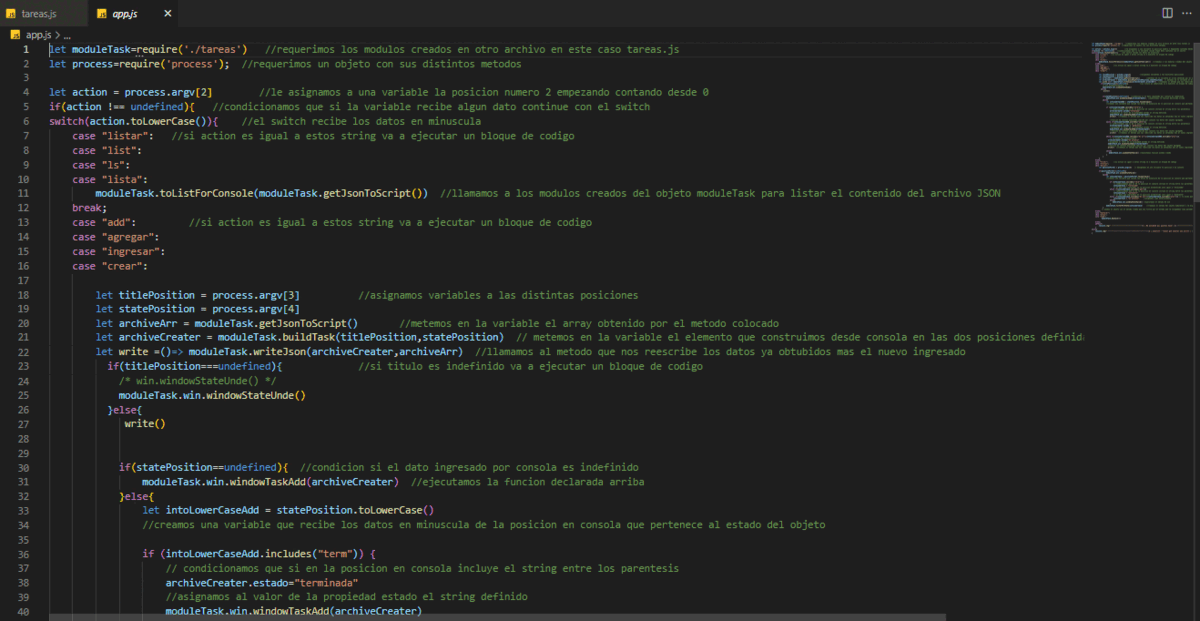 tareas.js
app.js
app.js > ...
1 let moduleTask=require('./tareas') //requerimos los modulos creados en otro archivo en este caso tareas.js
2 let process=require('process'); //requerimos un objeto con sus distintos metodos
3
4 let action = process.argv[2] //le asignamos a una variable la posicion numero 2 empezando contando desde 0
5 if(action !== undefined){ //condicionamos que si la variable recibe algun dato continue con el switch
6 switch(action.toLowerCase()){ //el switch recibe los datos en minuscula
7 case "listar": //si action es igual a estos string va a ejecutar un bloque de codigo
8 case "list":
9 case "ls":
10 case "lista":
11 moduleTask.toListForConsole(moduleTask.getJsonToScript()) //llamamos a los modulos creados del objeto moduleTask para listar el contenido del archivo JSON
12 break;
13 case "add": //si action es igual a estos string va a ejecutar un bloque de codigo
14 case "agregar":
15 case "ingresar":
16 case "crear":
17
18 let titlePosition = process.argv[3] //asignamos variables a las distintas posiciones
19 let statePosition = process.argv[4]
20 let archiveArr = moduleTask.getJsonToScript() //metemos en la variable el array obtenido por el metodo colocado
21 let archiveCreater = moduleTask.buildTask(titlePosition,statePosition) // metemos en la variable el elemento que construimos desde consola en las dos posiciones definid
22 let write =()=> moduleTask.writeJson(archiveCreater,archiveArr) //llamamos al metodo que nos reescribe los datos ya obtubidos mas el nuevo ingresado
23 if(titlePosition===undefined){ //si titulo es indefinido va a ejecutar un bloque de codigo
24 /* win.windowStateUnde() */
25 moduleTask.win.windowStateUnde()
26 }else{
27 write()
28
29
30 if(statePosition==undefined){ //condicion si el dato ingresado por consola es indefinido
31 moduleTask.win.windowTaskAdd(archiveCreater) //ejecutamos la funcion declarada arriba
32 }else{
33 let intoLowerCaseAdd = statePosition.toLowerCase()
34 //creamos una variable que recibe los datos en minuscula de la posicion en consola que pertenece al estado del objeto
35
36 if (intoLowerCaseAdd.includes("term")) {
37 // condicionamos que si en la posicion en consola incluye el string entre los parentesis
38 archiveCreater.estado="terminada"
39 //asignamos al valor de la propiedad estado el string definido
40 moduleTask.win.windowTaskAdd(archiveCreater)